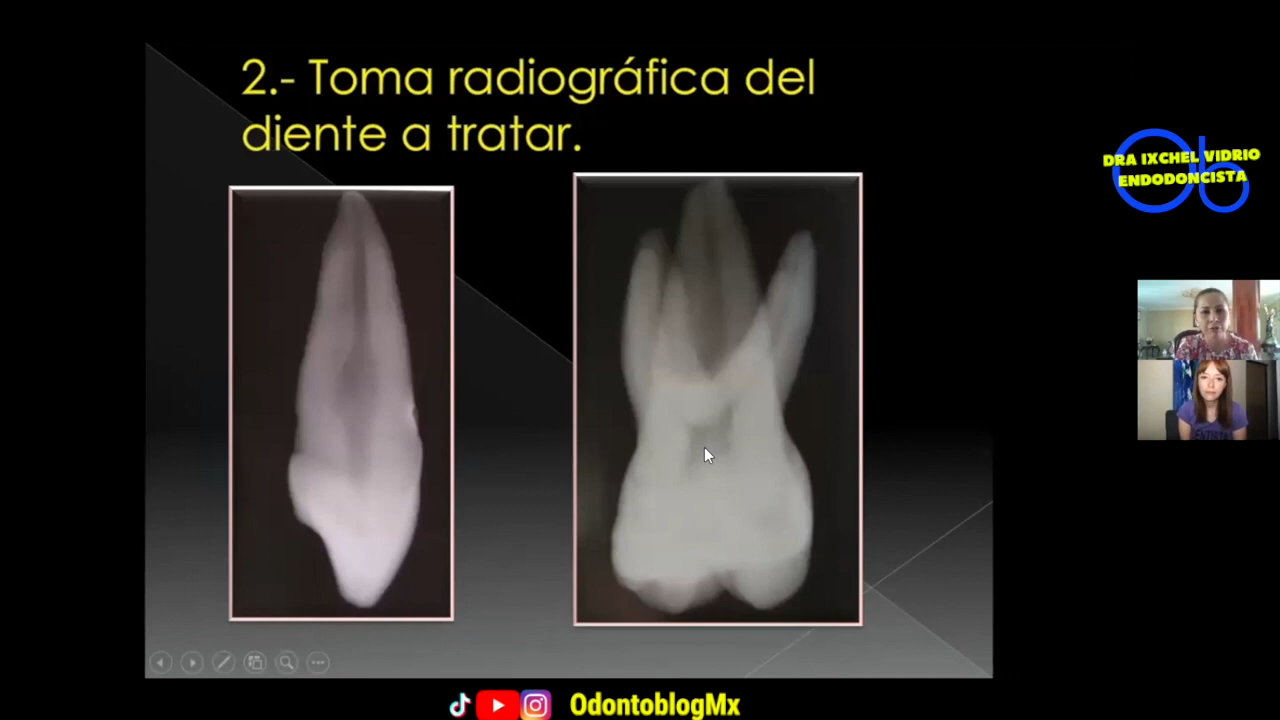 2.- Toma radiográfica del
diente a tratar.
DRA IXCHEL VIDRIO
ENDODONCISTA
OdontoblogMx